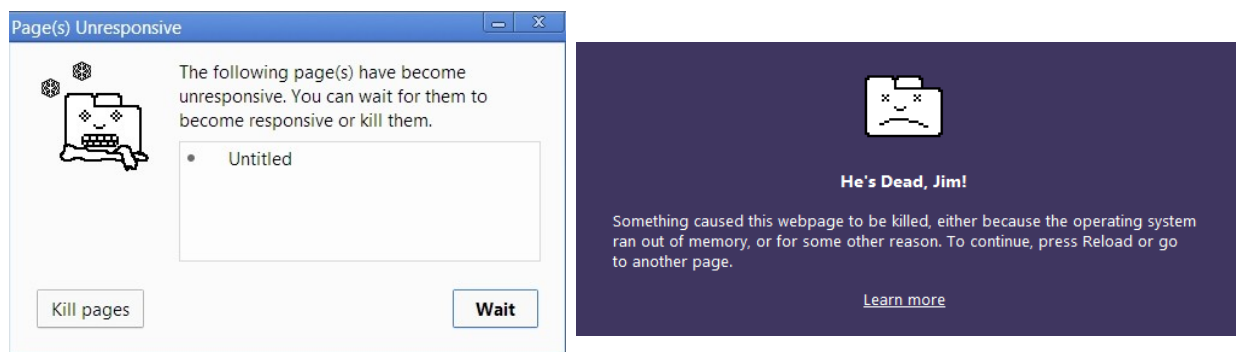 Page(s) Unresponsive
The following page(s) have become
unresponsive. You can wait for them to
become responsive or kill them.
• Untitled
Kill pages
Wait
He's Dead, Jim!
Something caused this webpage to be killed, either because the operating system
ran out of memory, or for some other reason. To continue, press Reload or go
to another page.
Learn more